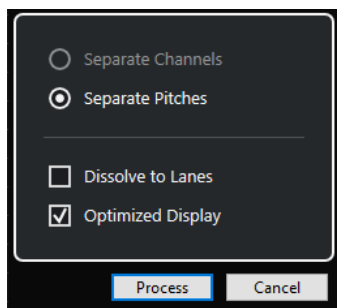 Separate Channels
Separate Pitches
Dissolve to Lanes
Optimized Display
Process Cancel